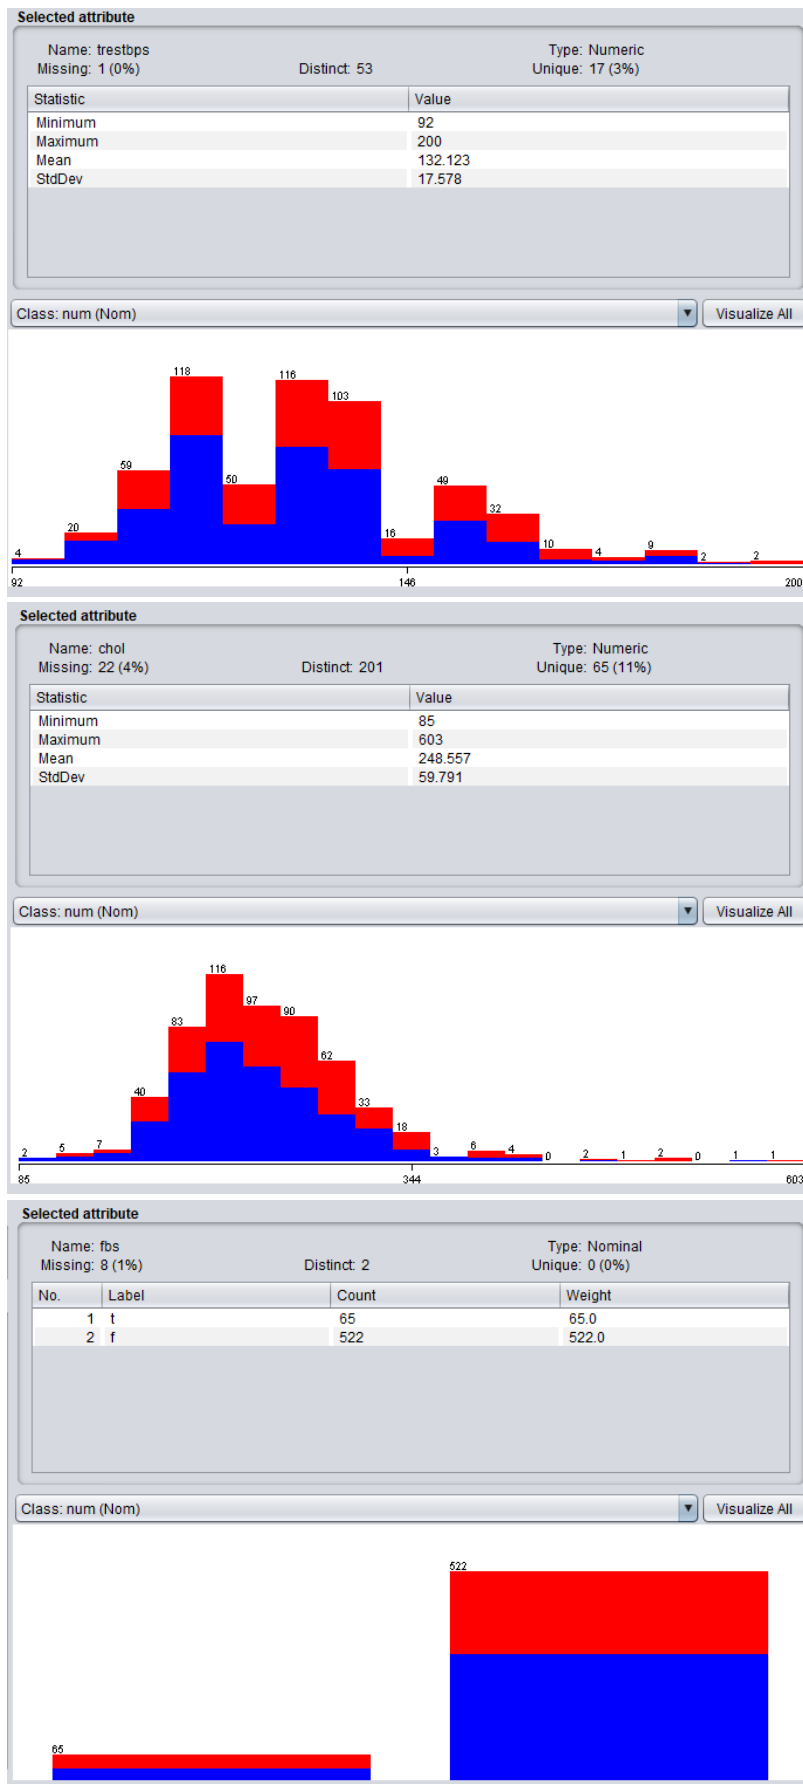 Selected attribute
Name: trestbps Type: Numeric
Missing: 1 (0%) Distinct: 53 Unique: 17 (3%)
Statistic Value
Minimum 92
Maximum 200
Mean 132.123
StdDev 17.578
Class: num (Nom) Visualize All
4 20 59 118 50 116 103 16 49 32 10 4 9 2 2
92 146 200
Selected attribute
Name: chol Type: Numeric
Missing: 22 (4%) Distinct: 201 Unique: 65 (11%)
Statistic Value
Minimum 85
Maximum 603
Mean 248.557
StdDev 59.791
Class: num (Nom) Visualize All
2 5 7 40 83 116 97 90 62 33 18 3 6 4 0 2 1 2 0 1 1
85 344 603
Selected attribute
Name: fbs Type: Nominal
Missing: 8 (1%) Distinct: 2 Unique: 0 (0%)
No. Label Count Weight
1 t 65 65.0
2 f 522 522.0
Class: num (Nom) Visualize All
522
65